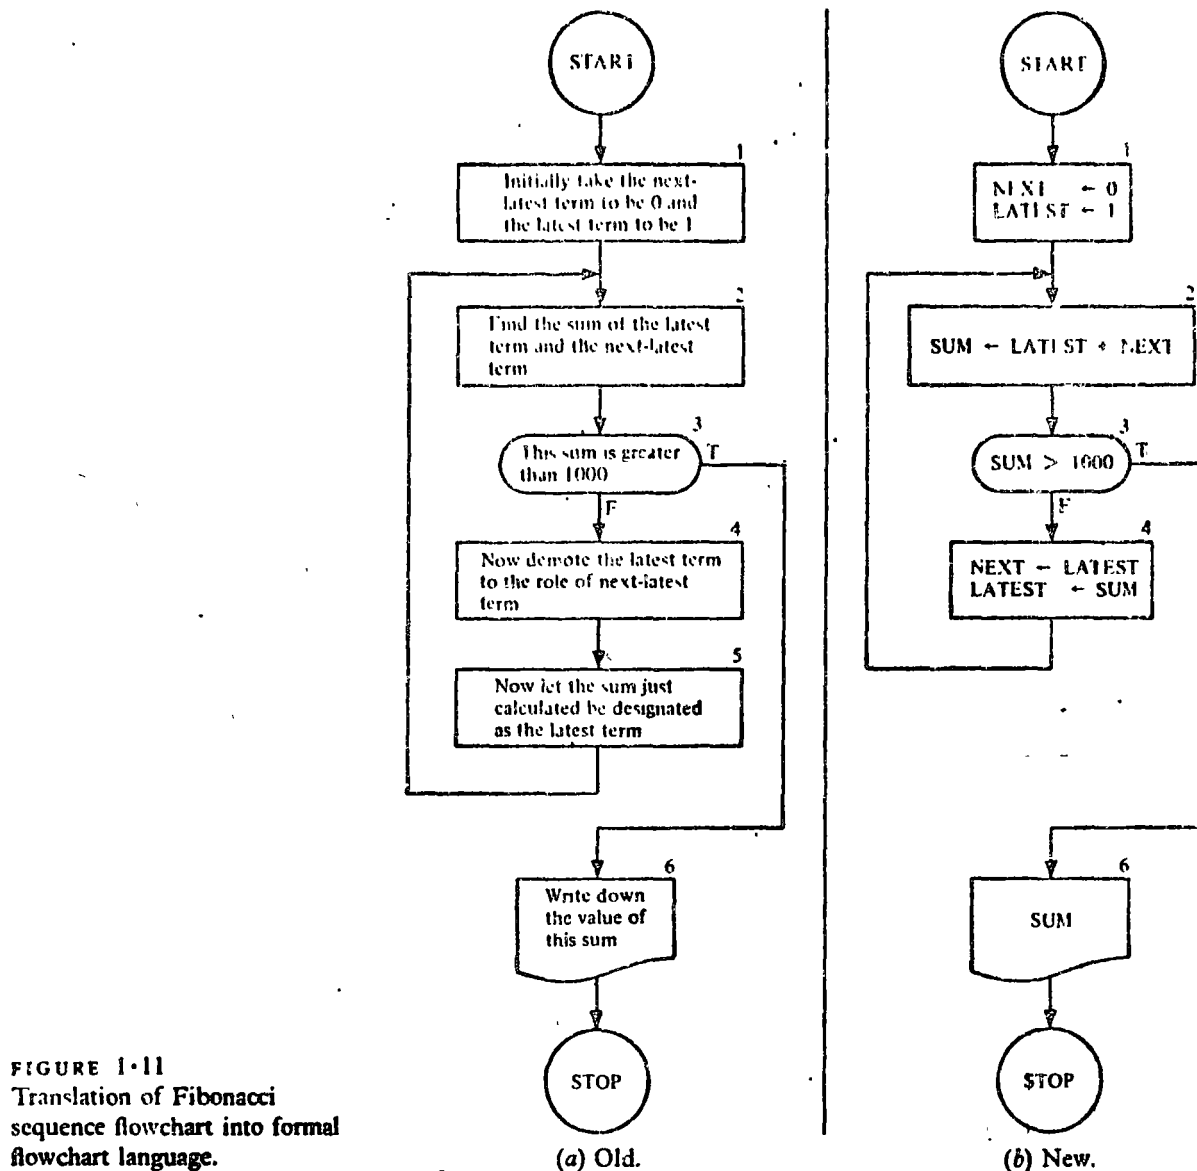 START
1
Initially take the next-
latest term to be 0 and
the latest term to be 1
2
Find the sum of the latest
term and the next-latest
term
3
This sum is greater
than 1000
T
F
4
Now demote the latest term
to the role of next-latest
term
5
Now let the sum just
calculated be designated
as the latest term
6
Write down
the value of
this sum
STOP
(a) Old.
START
1
NEXT ← 0
LATEST ← 1
2
SUM ← LATEST + NEXT
3
SUM > 1000
T
F
4
NEXT ← LATEST
LATEST ← SUM
6
SUM
STOP
(b) New.
FIGURE 1·11
Translation of Fibonacci
sequence flowchart into formal
flowchart language.